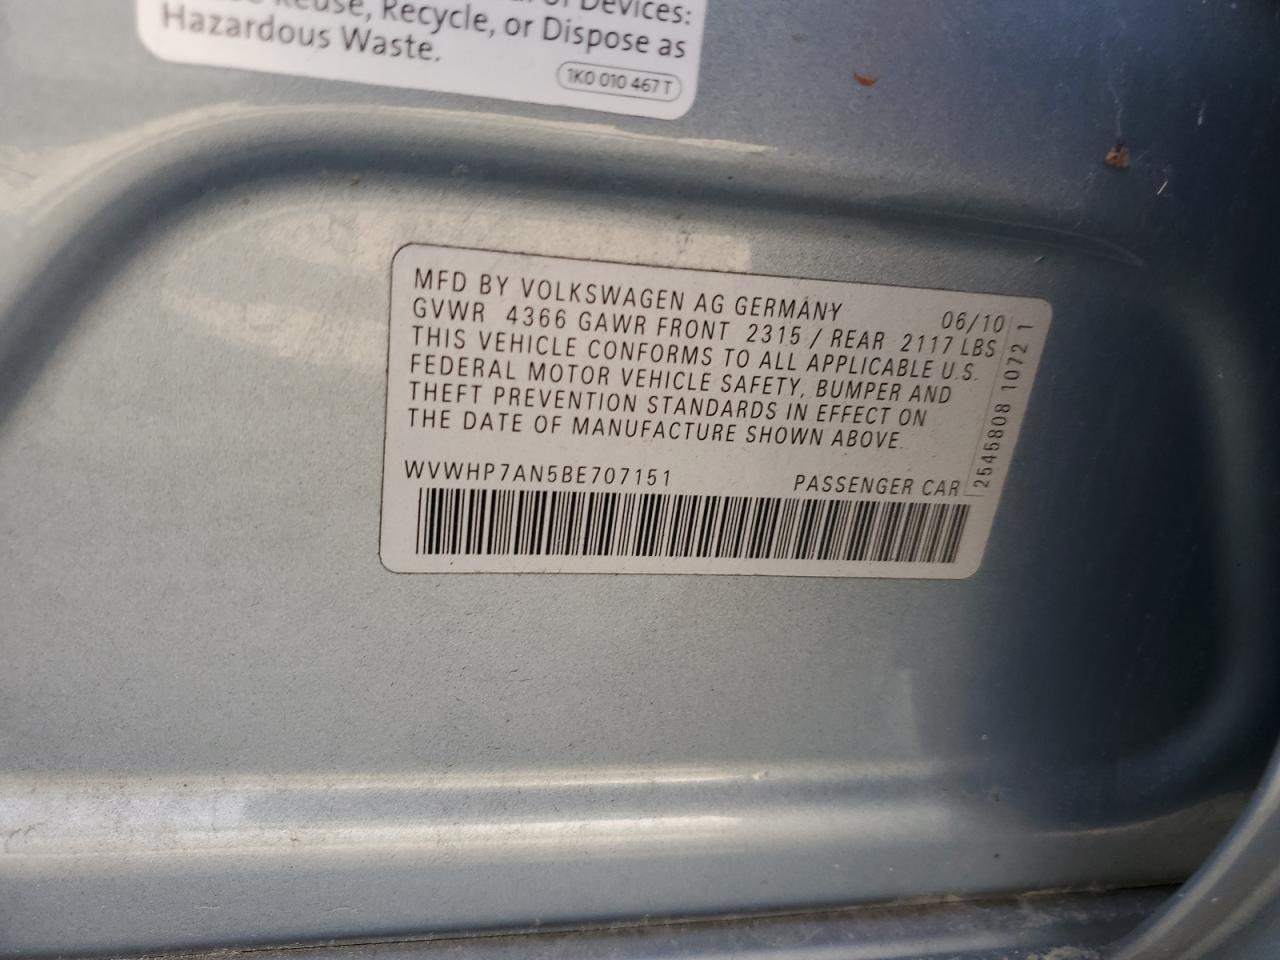 Devices:
Reuse, Recycle, or Dispose as
Hazardous Waste.
1K0 010 467 T
MFD BY VOLKSWAGEN AG GERMANY 06/10
GVWR 4366 GAWR FRONT 2315 / REAR 2117 LBS
THIS VEHICLE CONFORMS TO ALL APPLICABLE U.S.
FEDERAL MOTOR VEHICLE SAFETY, BUMPER AND
THEFT PREVENTION STANDARDS IN EFFECT ON
THE DATE OF MANUFACTURE SHOWN ABOVE.
WVWHP7AN5BE707151 PASSENGER CAR
2545808 1072 1